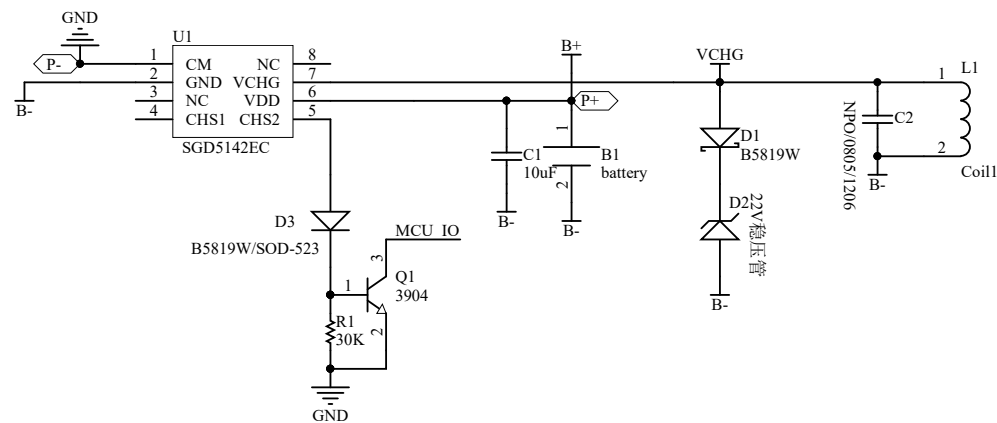 GND
U1
P-
1
CM
NC
8
2
GND
VCHG
7
B-
3
NC
VDD
6
4
CHS1
CHS2
5
SGD5142EC
B+
P+
1
C1
10uF
B1
battery
2
B-
B-
VCHG
D1
B5819W
D2
22V稳压管
B-
C2
NPO/0805/1206
B-
1
L1
2
Coil1
D3
B5819W/SOD-523
MCU IO
3
1
Q1
3904
2
R1
30K
GND